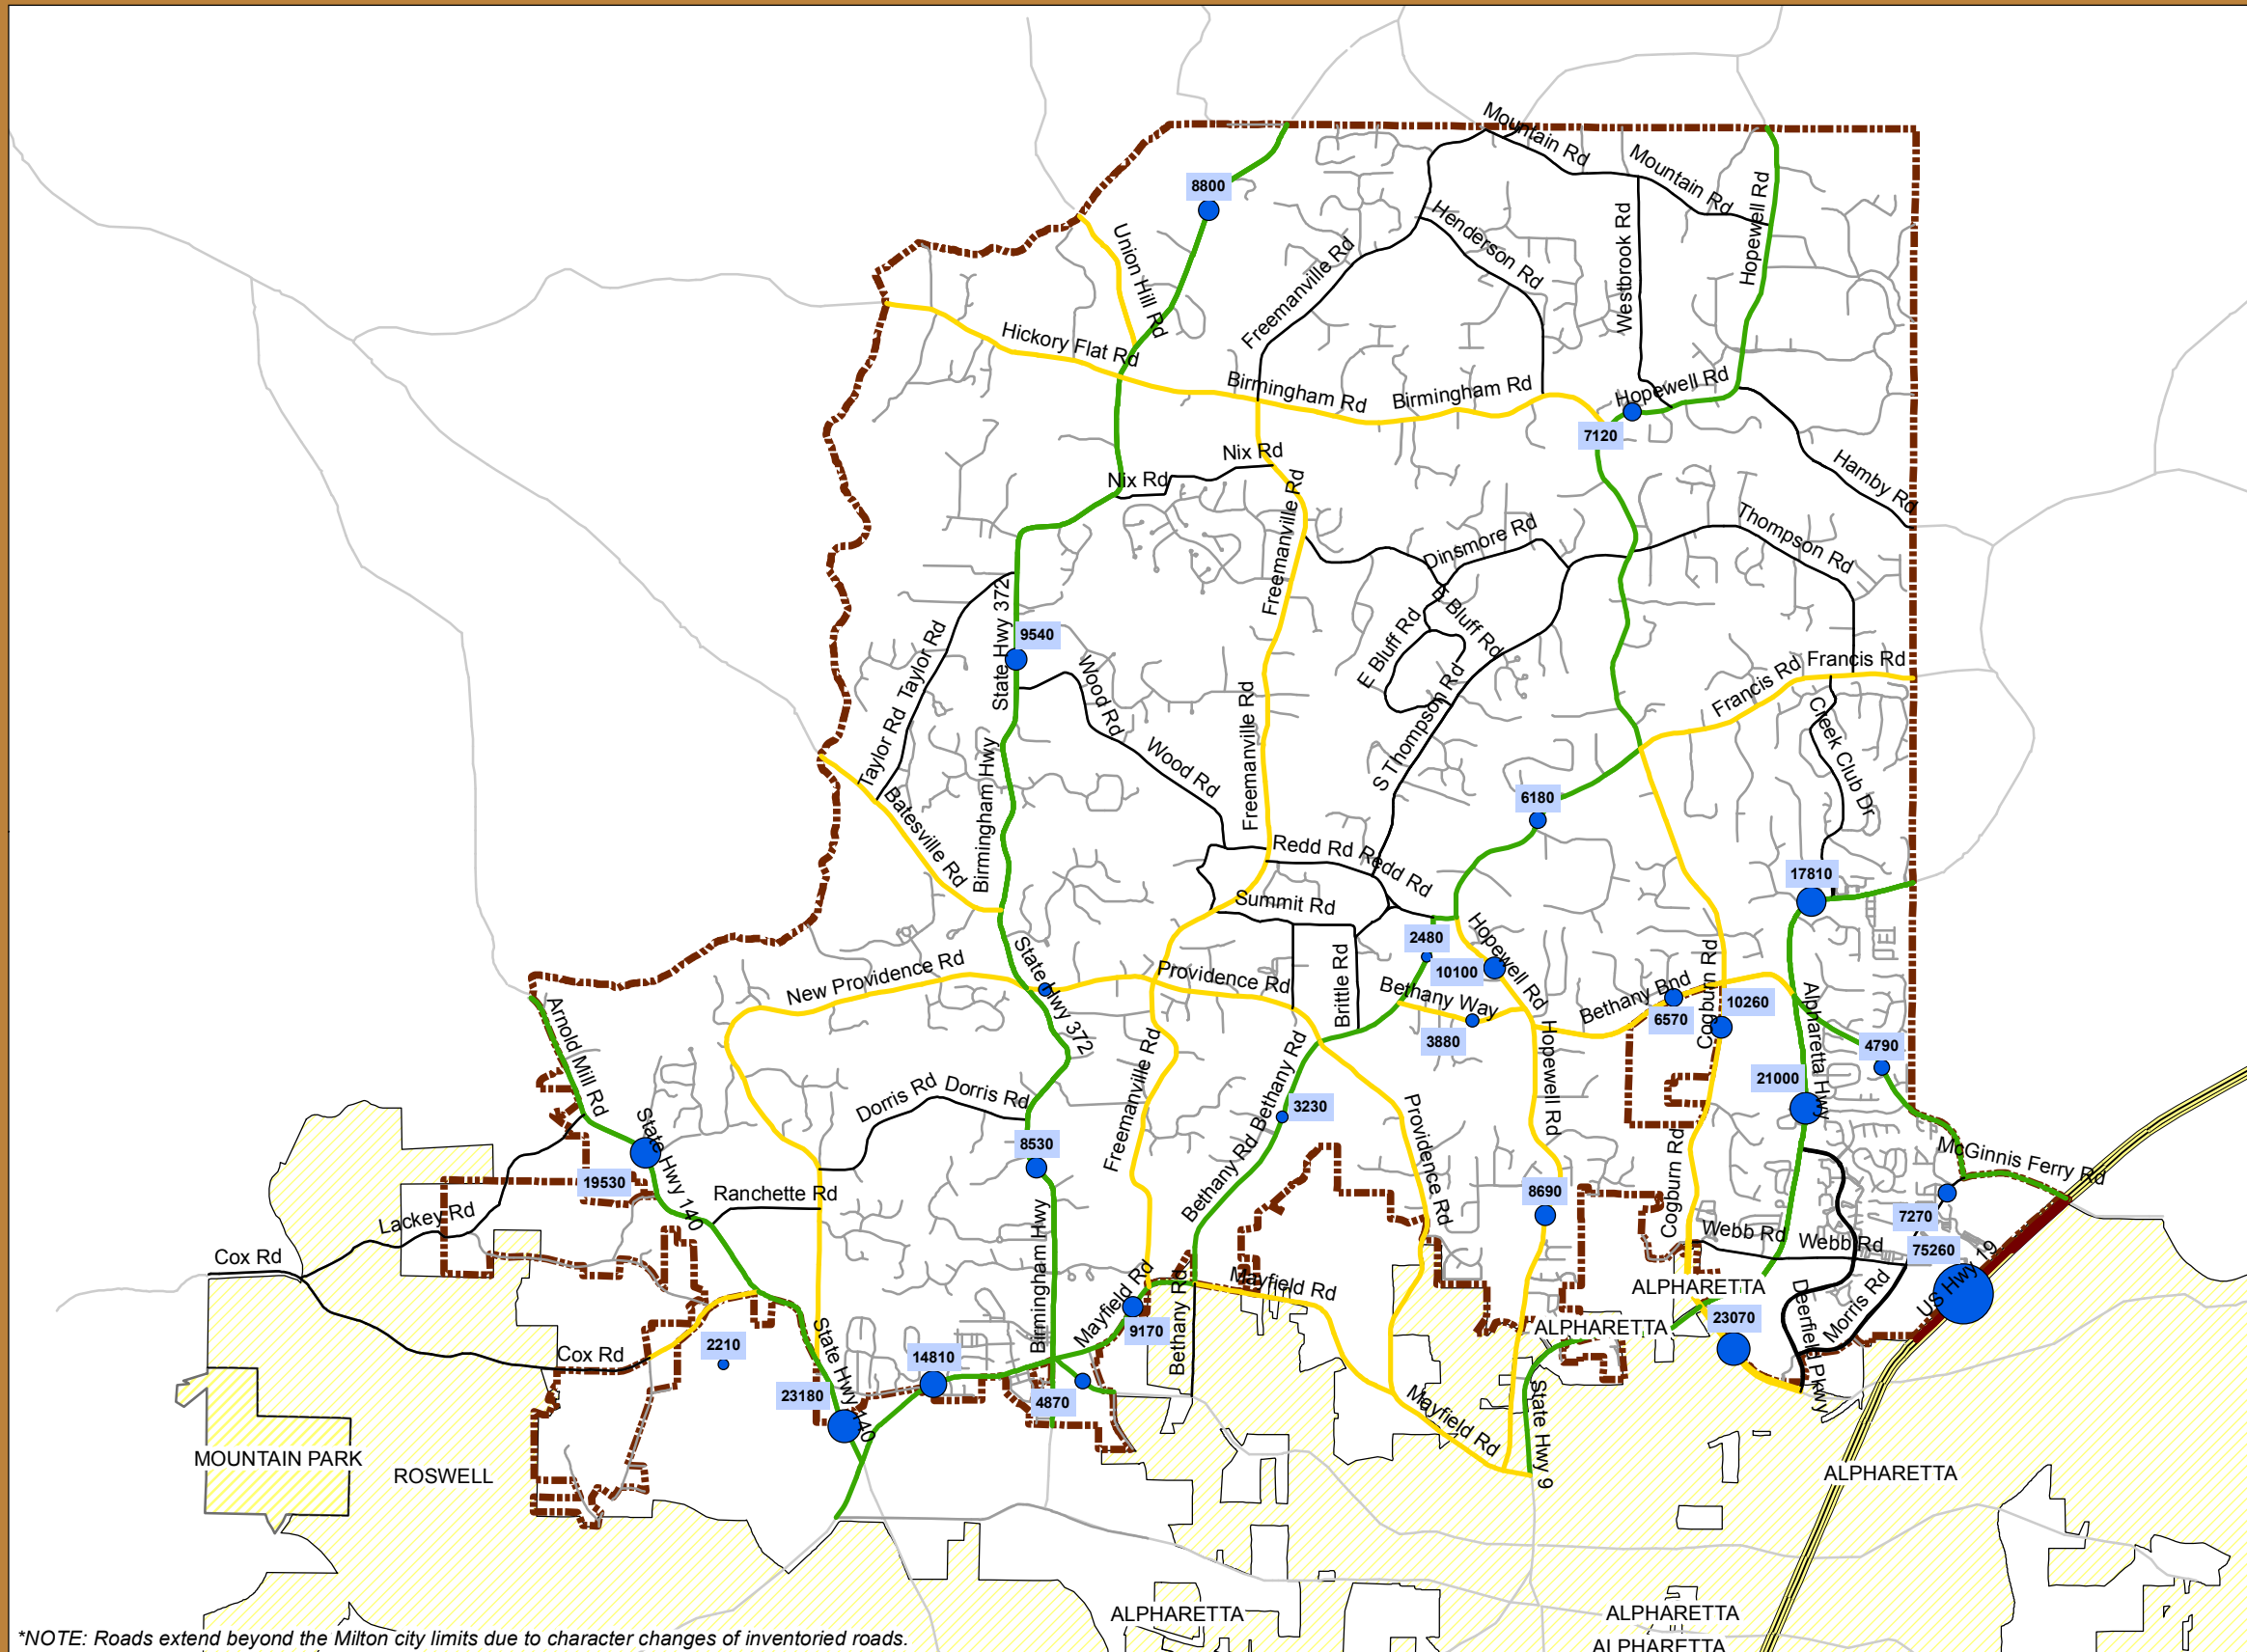 Mountain Rd
Mountain Rd
8800
Hopewell Rd
Henderson Rd
Westbrook Rd
Union Hill Rd
Freemanville Rd
Hickory Flat Rd
Birmingham Rd
Birmingham Rd
Hopewell Rd
7120
Nix Rd
Nix Rd
Hamby Rd
Freemanville Rd
Thompson Rd
Dinsmore Rd
State Hwy 372
9540
E Bluff Rd
E Bluff Rd
Taylor Rd
Taylor Rd
Wood Rd
Wood Rd
Francis Rd
Francis Rd
Freemanville Rd
S Thompson Rd
Creek Club Dr
Birmingham Hwy
Batesville Rd
6180
Redd Rd
Redd Rd
17810
Summit Rd
2480
Hopewell Rd
10100
State Hwy 372
New Providence Rd
Providence Rd
Brittle Rd
Bethany Way
3880
Bethany Bnd
6570
Cogburn Rd
10260
Alpharetta Hwy
4790
21000
Arnold Mill Rd
State Hwy 140
19530
Dorris Rd
Dorris Rd
8530
Freemanville Rd
Bethany Rd
Bethany Rd
3230
Providence Rd
Hopewell Rd
8690
Cogburn Rd
McGinnis Ferry Rd
7270
75260
US Hwy 19
Webb Rd
Webb Rd
Lackey Rd
Cox Rd
Ranchette Rd
Birmingham Hwy
Mayfield Rd
9170
Bethany Rd
Mayfield Rd
ALPHARETTA
ALPHARETTA
23070
Deerfield Pkwy
Morris Rd
Cox Rd
2210
State Hwy 140
14810
23180
4870
Mayfield Rd
State Hwy 9
MOUNTAIN PARK
ROSWELL
ALPHARETTA
ALPHARETTA
ALPHARETTA
ALPHARETTA
*NOTE: Roads extend beyond the Milton city limits due to character changes of inventoried roads.